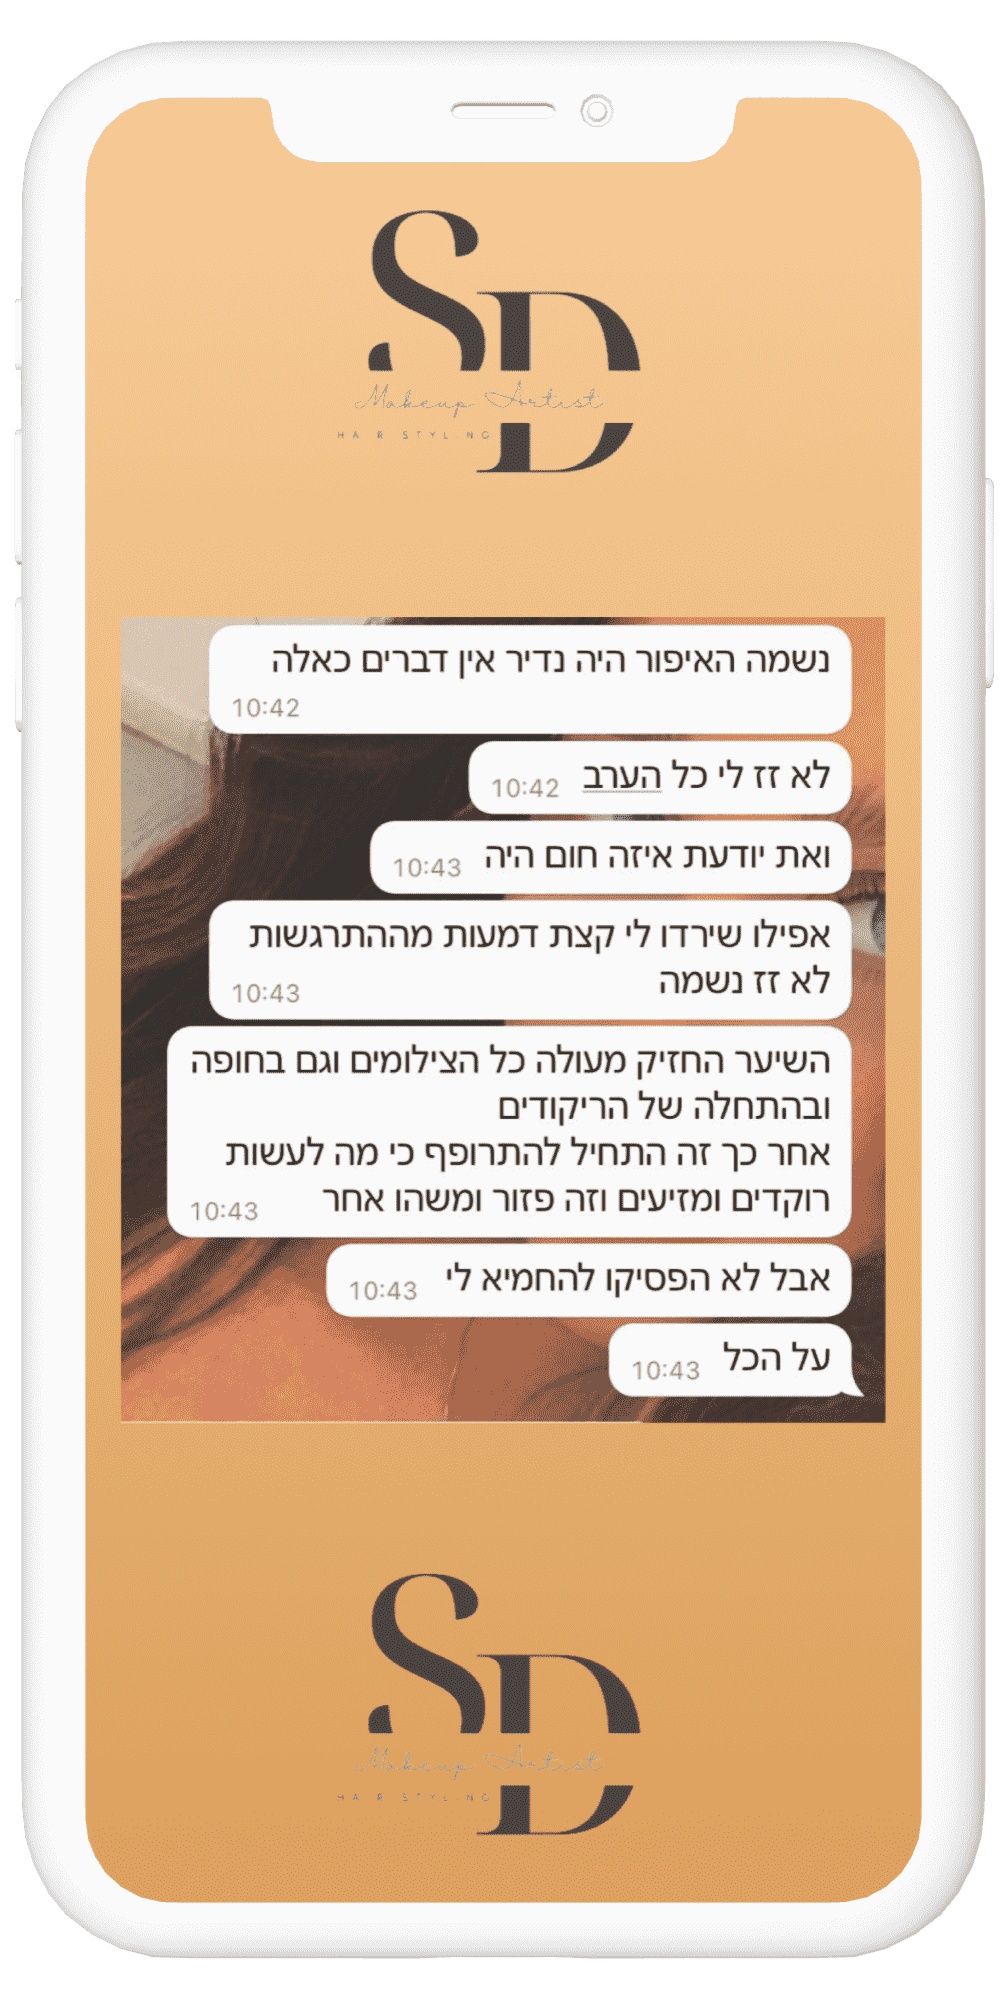 SD
Makeup Artist
HAIR STYLING
נשמה האיפור היה נדיר אין דברים כאלה
10:42
לא זז לי כל הערב 10:42
ואת יודעת איזה חום היה 10:43
אפילו שירדו לי קצת דמעות מההתרגשות
לא זז נשמה 10:43
השיער החזיק מעולה כל הצילומים וגם בחופה
ובהתחלה של הריקודים
אחר כך זה התחיל להתרופף כי מה לעשות
רוקדים ומזיעים וזה פזור ומשהו אחר 10:43
אבל לא הפסיקו להחמיא לי 10:43
על הכל 10:43
SD
Makeup Artist
HAIR STYLING